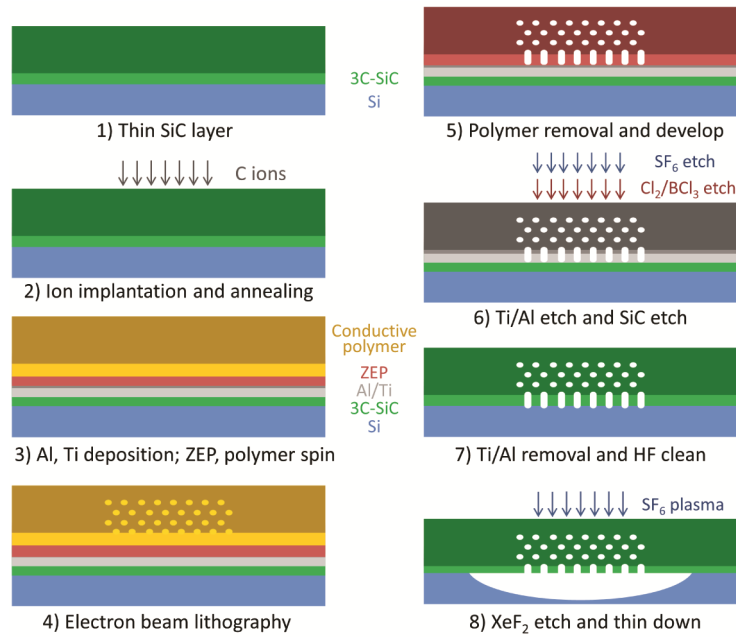 3C-SiC
Si
1) Thin SiC layer
C ions
2) Ion implantation and annealing
Conductive
polymer
ZEP
Al/Ti
3C-SiC
Si
3) Al, Ti deposition; ZEP, polymer spin
4) Electron beam lithography
5) Polymer removal and develop
SF₆ etch
Cl₂/BCl₃ etch
6) Ti/Al etch and SiC etch
7) Ti/Al removal and HF clean
SF₆ plasma
8) XeF₂ etch and thin down